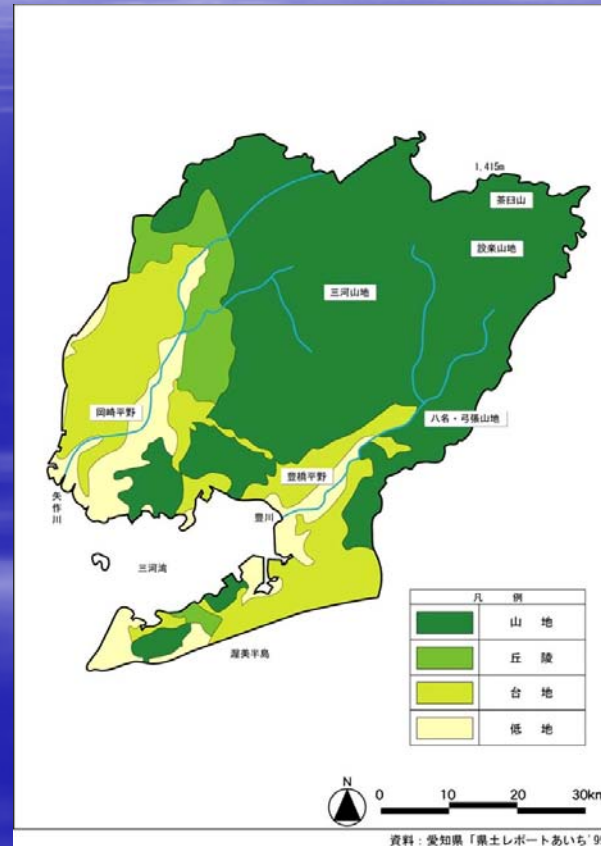 1,415m
茶臼山
設楽山地
三河山地
岡崎平野
八名・弓張山地
豊橋平野
矢作川
豊川
三河湾
渥美半島
凡 例
山 地
丘 陵
台 地
低 地
N
0 10 20 30km
資料:愛知県「県土レポートあいち'9